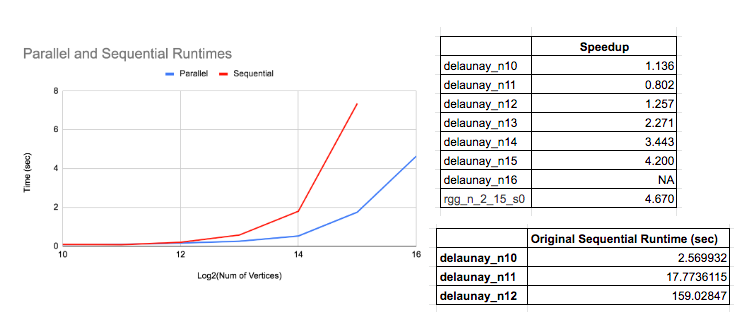 Parallel and Sequential Runtimes
Parallel Sequential
8
6
4
2
0
Time (sec)
10 12 14 16
Log2(Num of Vertices)
Speedup
delaunay_n10 1.136
delaunay_n11 0.802
delaunay_n12 1.257
delaunay_n13 2.271
delaunay_n14 3.443
delaunay_n15 4.200
delaunay_n16 NA
rgg_n_2_15_s0 4.670
Original Sequential Runtime (sec)
delaunay_n10 2.569932
delaunay_n11 17.7736115
delaunay_n12 159.02847